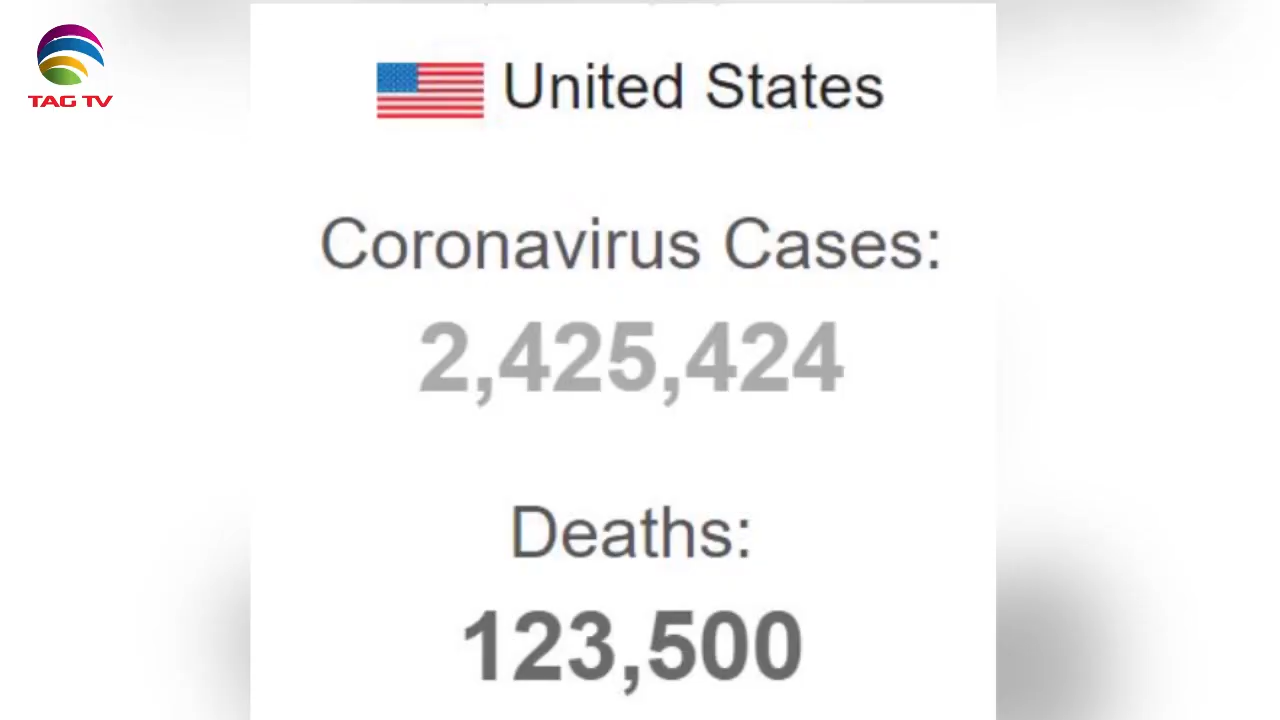 TAG TV
United States
Coronavirus Cases:
2,425,424
Deaths:
123,500